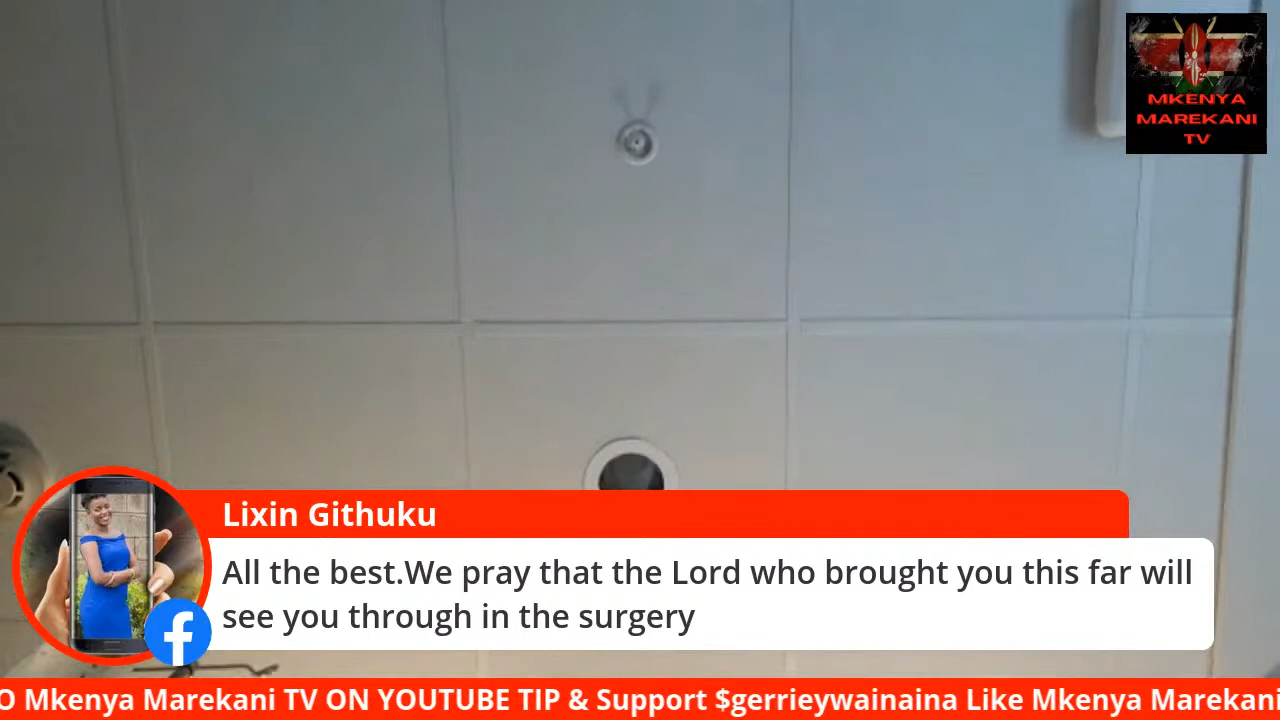 MKENYA
MAREKANI
TV
Lixin Githuku
All the best.We pray that the Lord who brought you this far will
see you through in the surgery
O Mkenya Marekani TV ON YOUTUBE TIP & Support $gerrieywainaina Like Mkenya Marekani